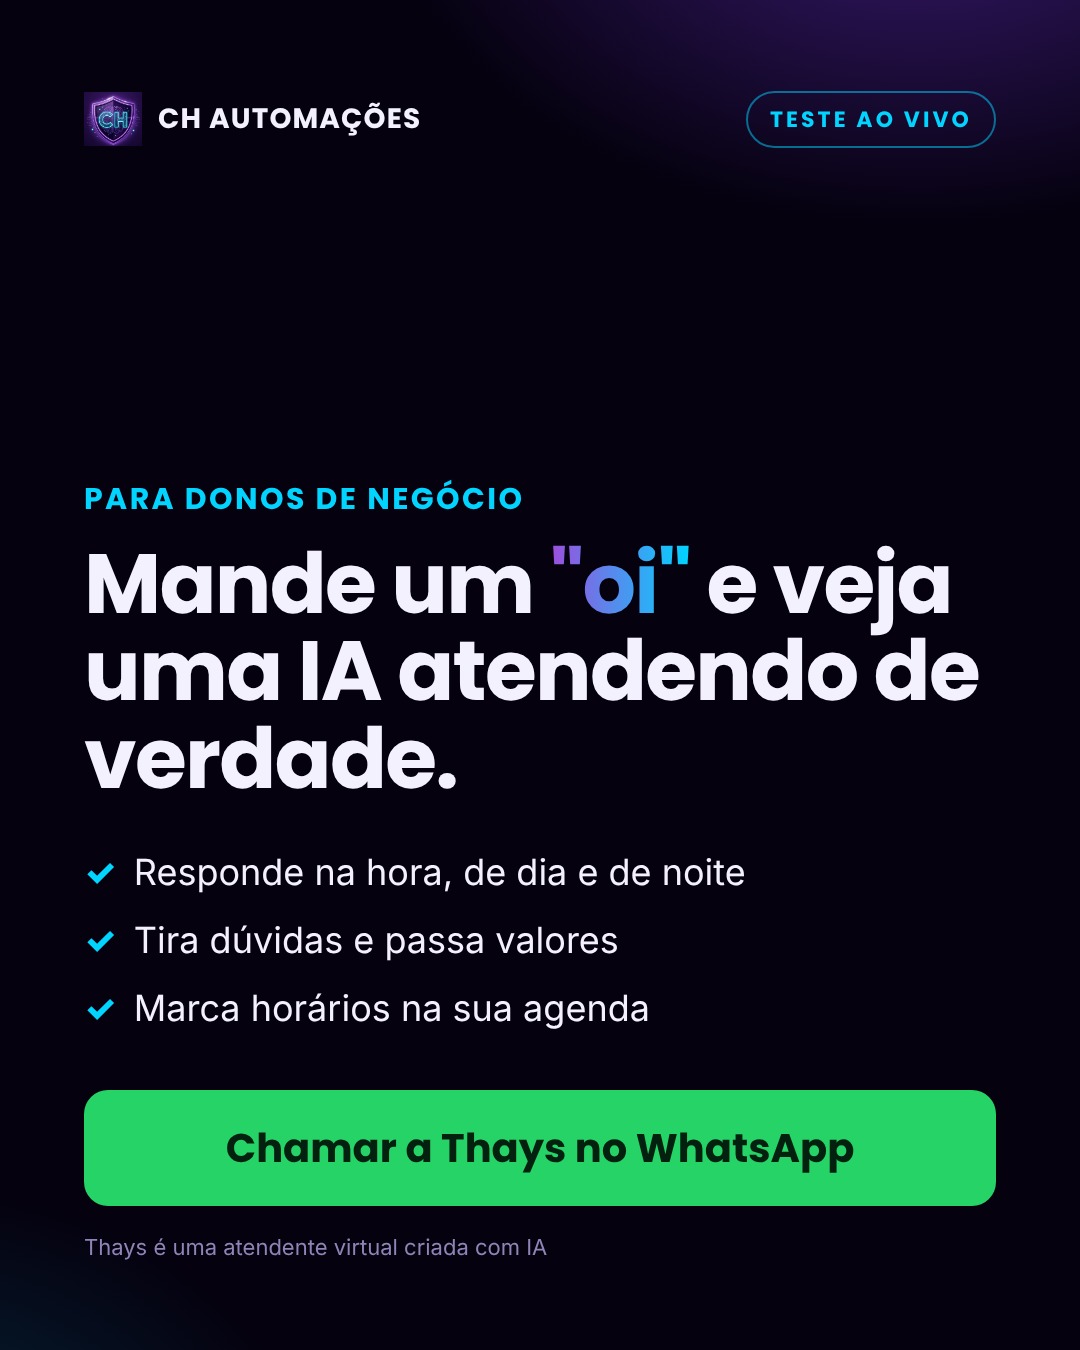 CH
CH AUTOMAÇÕES
TESTE AO VIVO
PARA DONOS DE NEGÓCIO
Mande um "oi" e veja
uma IA atendendo de
verdade.
Responde na hora, de dia e de noite
Tira dúvidas e passa valores
Marca horários na sua agenda
Chamar a Thays no WhatsApp
Thays é uma atendente virtual criada com IA